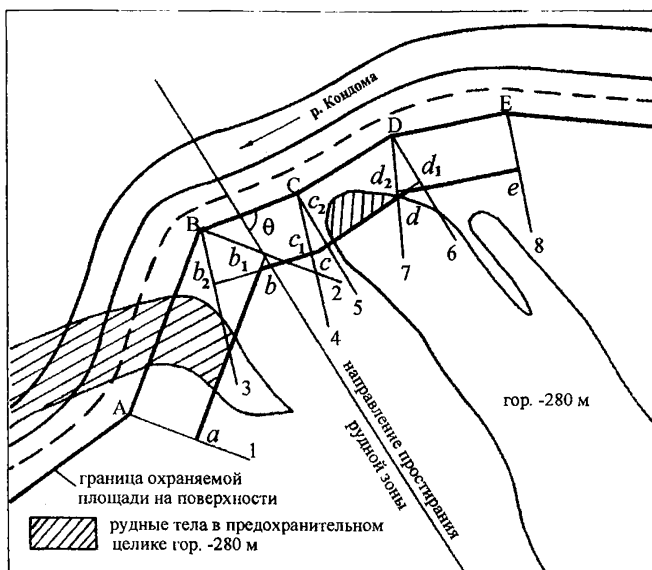 р. Кондома
E
D
C
B
θ
d₂
d₁
d
e
c₂
c₁
c
b₁
b₂
b
2
5
4
7
6
8
3
A
a
1
гор. -280 м
направление простирания
рудной зоны
граница охраняемой
площади на поверхности
рудные тела в предохранительном
целике гор. -280 м